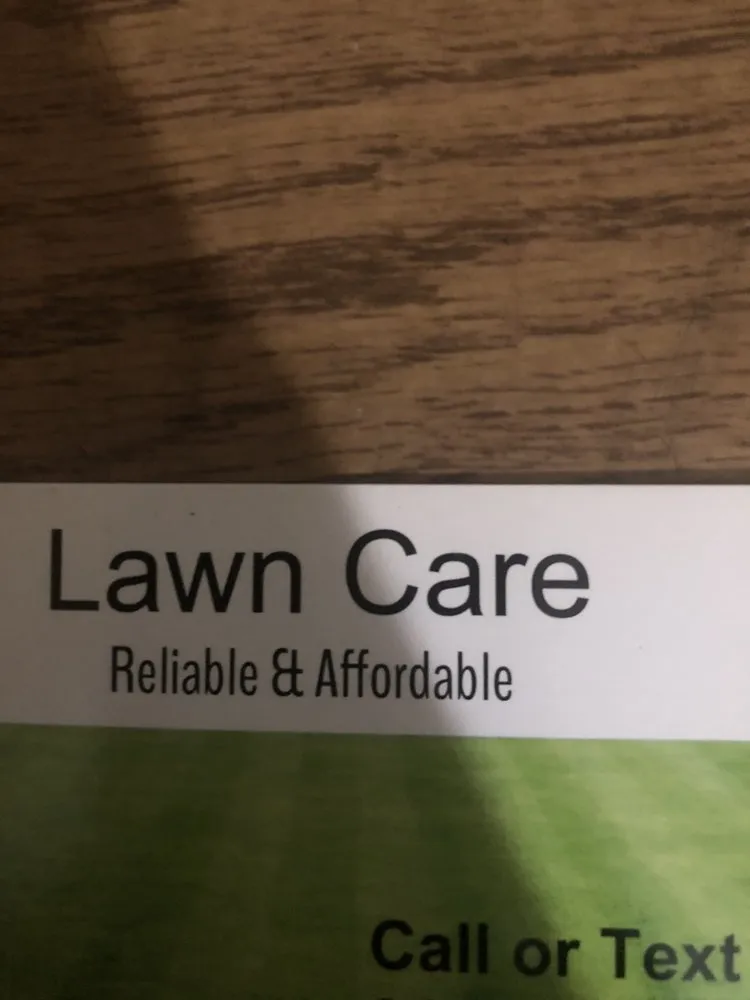 Lawn Care
Reliable & Affordable
Call or Text